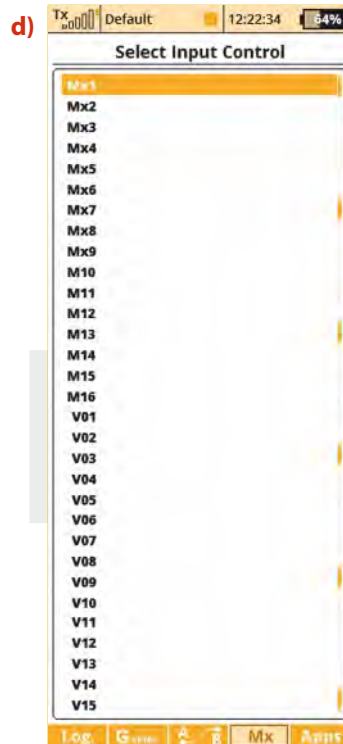 d)
Tx Default 12:22:34 64%
Select Input Control
Mx1
Mx2
Mx3
Mx4
Mx5
Mx6
Mx7
Mx8
Mx9
M10
M11
M12
M13
M14
M15
M16
V01
V02
V03
V04
V05
V06
V07
V08
V09
V10
V11
V12
V13
V14
V15
Log. Mx Apps